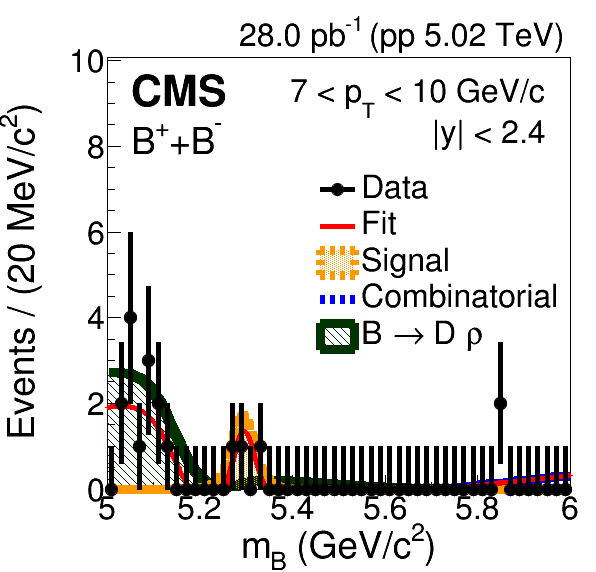 28.0 pb-1 (pp 5.02 TeV)
CMS
7 < pT < 10 GeV/c
B++B-
|y| < 2.4
Data
Fit
Signal
Combinatorial
B → D ρ
Events / (20 MeV/c2)
10
8
6
4
2
0
5 5.2 5.4 5.6 5.8 6
mB (GeV/c2)